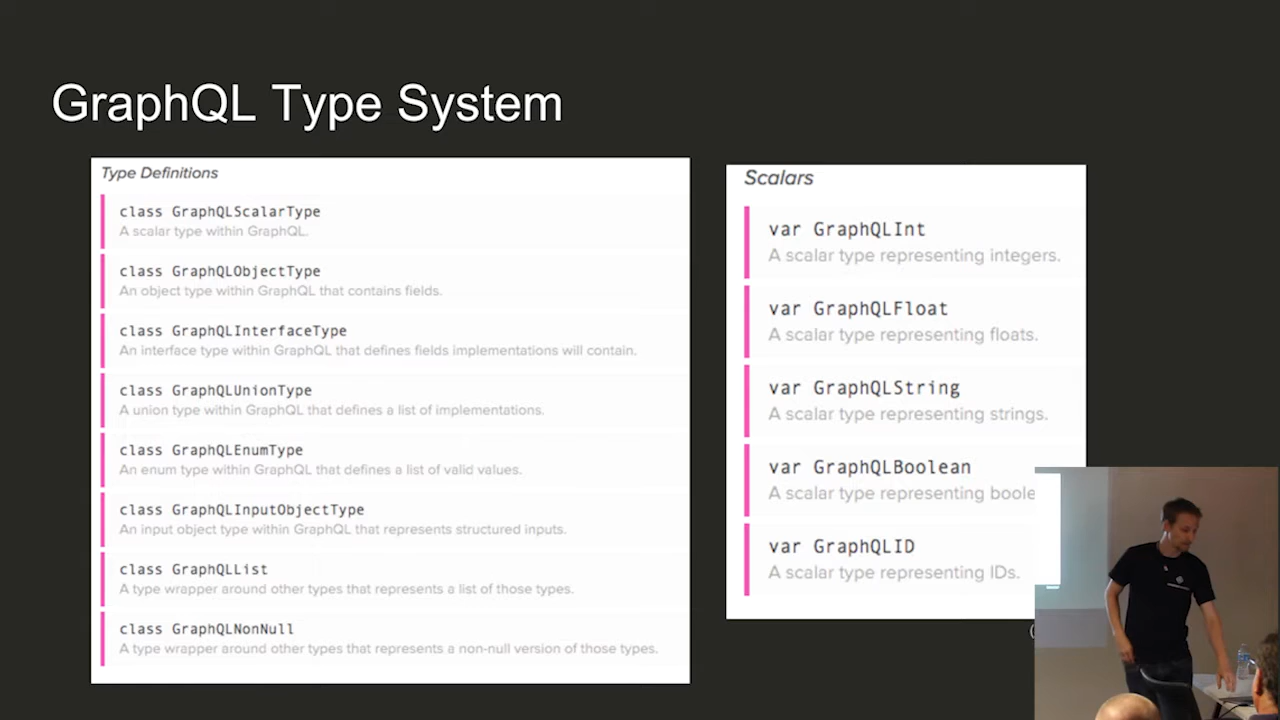 GraphQL Type System
Type Definitions
class GraphQLScalarType
A scalar type within GraphQL.
class GraphQLObjectType
An object type within GraphQL that contains fields.
class GraphQLInterfaceType
An interface type within GraphQL that defines fields implementations will contain.
class GraphQLUnionType
A union type within GraphQL that defines a list of implementations.
class GraphQLEnumType
An enum type within GraphQL that defines a list of valid values.
class GraphQLInputObjectType
An input object type within GraphQL that represents structured inputs.
class GraphQLList
A type wrapper around other types that represents a list of those types.
class GraphQLNonNull
A type wrapper around other types that represents a non-null version of those types.
Scalars
var GraphQLInt
A scalar type representing integers.
var GraphQLFloat
A scalar type representing floats.
var GraphQLString
A scalar type representing strings.
var GraphQLBoolean
A scalar type representing boole
var GraphQLID
A scalar type representing IDs.